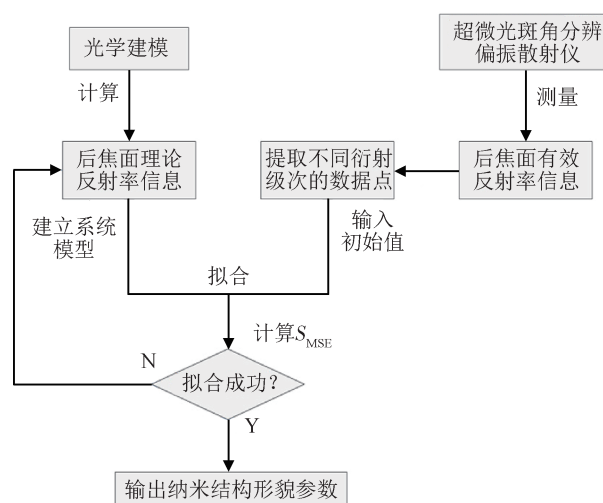 光学建模
超微光斑角分辨
偏振散射仪
计算
测量
后焦面理论
反射率信息
提取不同衍射
级次的数据点
后焦面有效
反射率信息
建立系统
模型
输入
初始值
拟合
计算S_MSE
N
拟合成功?
Y
输出纳米结构形貌参数